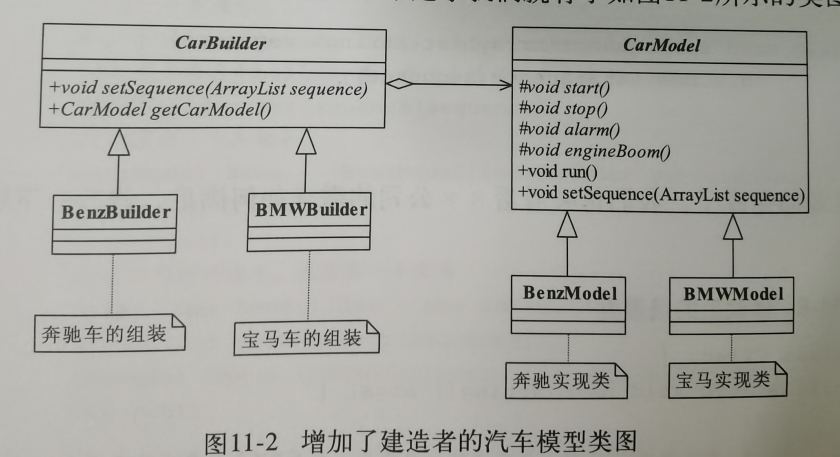 CarBuilder
+void setSequence(ArrayList sequence)
+CarModel getCarModel()
CarModel
#void start()
#void stop()
#void alarm()
#void engineBoom()
+void run()
+void setSequence(ArrayList sequence)
BenzBuilder
BMWBuilder
BenzModel
BMWModel
奔驰车的组装
宝马车的组装
奔驰实现类
宝马实现类
图11-2 增加了建造者的汽车模型类图